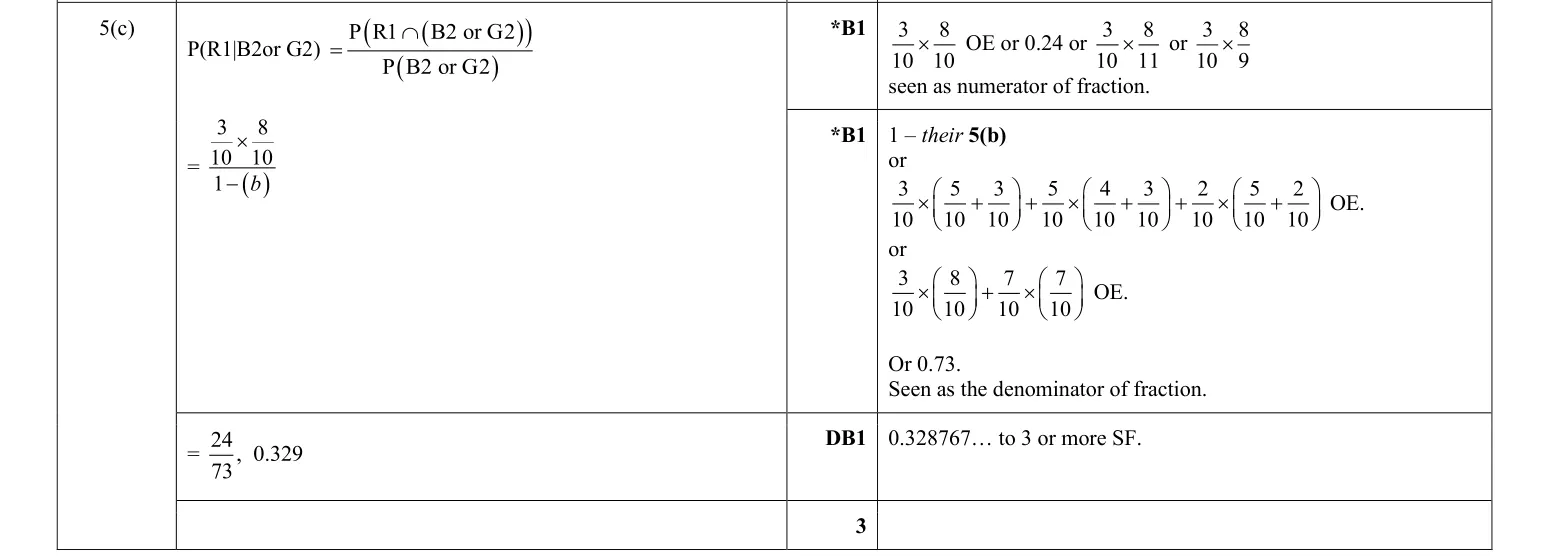 5(c)
P(R1|B2or G2) = P(R1 ∩ (B2 or G2)) / P(B2 or G2)
= (3/10 × 8/10) / (1 – (b))
*B1
3/10 × 8/10 OE or 0.24 or 3/10 × 8/11 or 3/10 × 8/9
seen as numerator of fraction.
*B1
1 – their 5(b)
or
3/10 × (5/10 + 3/10) + 5/10 × (4/10 + 3/10) + 2/10 × (5/10 + 2/10) OE.
or
3/10 × (8/10) + 7/10 × (7/10) OE.
Or 0.73.
Seen as the denominator of fraction.
= 24/73, 0.329
DB1
0.328767… to 3 or more SF.
3